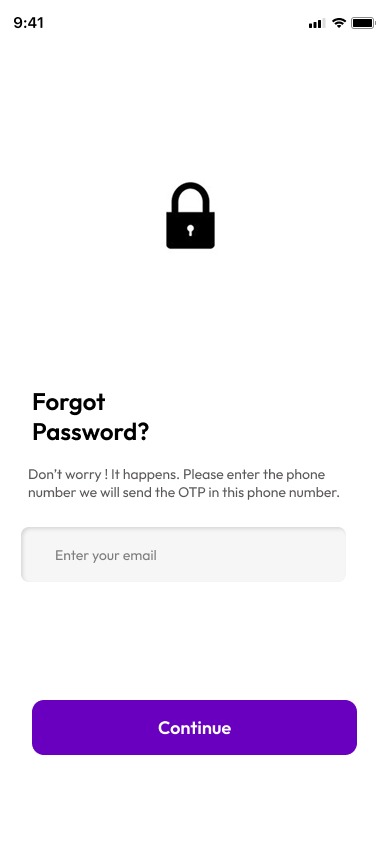 9:41
Forgot
Password?
Don’t worry ! It happens. Please enter the phone
number we will send the OTP in this phone number.
Enter your email
Continue